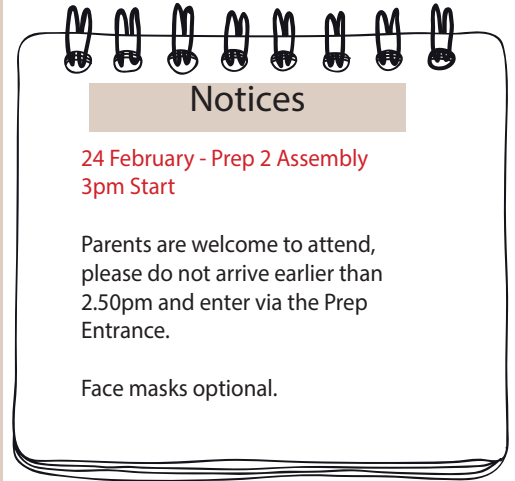 Notices
24 February - Prep 2 Assembly
3pm Start
Parents are welcome to attend,
please do not arrive earlier than
2.50pm and enter via the Prep
Entrance.
Face masks optional.